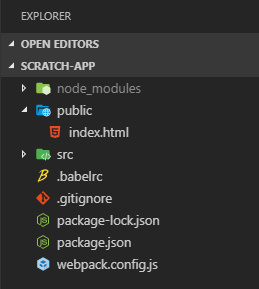 EXPLORER
OPEN EDITORS
SCRATCH-APP
node_modules
public
index.html
src
.babelrc
.gitignore
package-lock.json
package.json
webpack.config.js